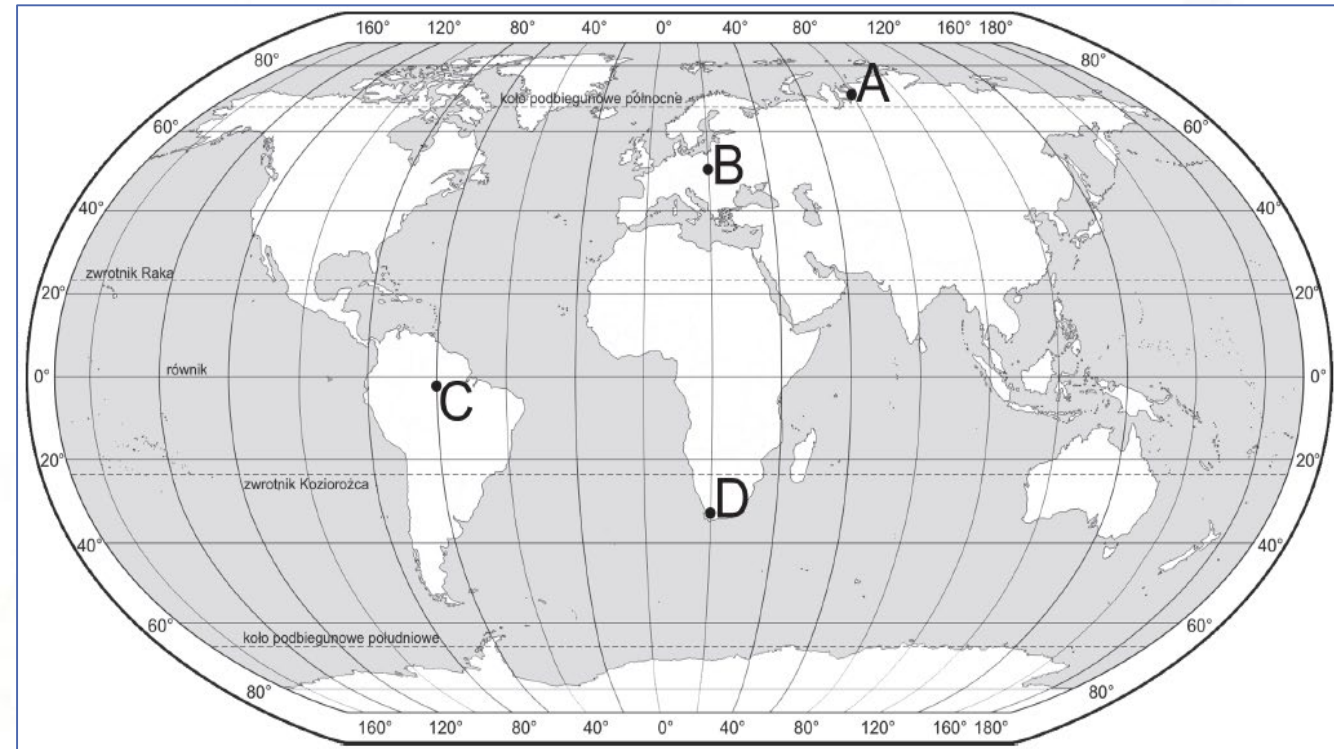 160° 120° 80° 40° 0° 40° 80° 120° 160° 180°
80° 80°
A
koło podbiegunowe północne
60° 60°
B
40° 40°
zwrotnik Raka
20° 20°
równik
0° 0°
C
20° 20°
zwrotnik Koziorożca
D
40° 40°
60° 60°
koło podbiegunowe południowe
80° 80°
160° 120° 80° 40° 0° 40° 80° 120° 160° 180°